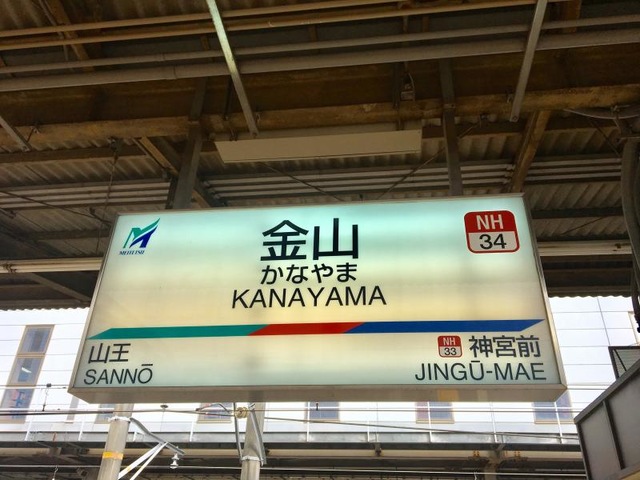 MEITETSU
金山
かなやま
KANAYAMA
NH
34
山王
SANNŌ
NH
33
神宮前
JINGŪ-MAE